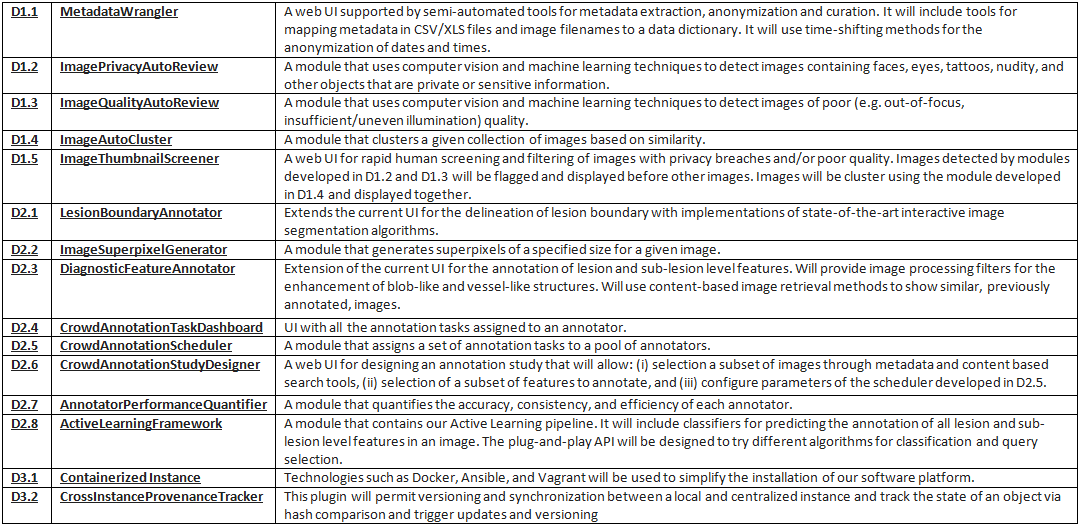 D1.1 MetadataWrangler A web UI supported by semi-automated tools for metadata extraction, anonymization and curation. It will include tools for
mapping metadata in CSV/XLS files and image filenames to a data dictionary. It will use time-shifting methods for the
anonymization of dates and times.
D1.2 ImagePrivacyAutoReview A module that uses computer vision and machine learning techniques to detect images containing faces, eyes, tattoos, nudity, and
other objects that are private or sensitive information.
D1.3 ImageQualityAutoReview A module that uses computer vision and machine learning techniques to detect images of poor (e.g. out-of-focus,
insufficient/uneven illumination) quality.
D1.4 ImageAutoCluster A module that clusters a given collection of images based on similarity.
D1.5 ImageThumbnailScreener A web UI for rapid human screening and filtering of images with privacy breaches and/or poor quality. Images detected by modules
developed in D1.2 and D1.3 will be flagged and displayed before other images. Images will be cluster using the module developed
in D1.4 and displayed together.
D2.1 LesionBoundaryAnnotator Extends the current UI for the delineation of lesion boundary with implementations of state-of-the-art interactive image
segmentation algorithms.
D2.2 ImageSuperpixelGenerator A module that generates superpixels of a specified size for a given image.
D2.3 DiagnosticFeatureAnnotator Extension of the current UI for the annotation of lesion and sub-lesion level features. Will provide image processing filters for the
enhancement of blob-like and vessel-like structures. Will use content-based image retrieval methods to show similar, previously
annotated, images.
D2.4 CrowdAnnotationTaskDashboard UI with all the annotation tasks assigned to an annotator.
D2.5 CrowdAnnotationScheduler A module that assigns a set of annotation tasks to a pool of annotators.
D2.6 CrowdAnnotationStudyDesigner A web UI for designing an annotation study that will allow: (i) selection a subset of images through metadata and content based
search tools, (ii) selection of a subset of features to annotate, and (iii) configure parameters of the scheduler developed in D2.5.
D2.7 AnnotatorPerformanceQuantifier A module that quantifies the accuracy, consistency, and efficiency of each annotator.
D2.8 ActiveLearningFramework A module that contains our Active Learning pipeline. It will include classifiers for predicting the annotation of all lesion and sub-
lesion level features in an image. The plug-and-play API will be designed to try different algorithms for classification and query
selection.
D3.1 Containerized Instance Technologies such as Docker, Ansible, and Vagrant will be used to simplify the installation of our software platform.
D3.2 CrossInstanceProvenanceTracker This plugin will permit versioning and synchronization between a local and centralized instance and track the state of an object via
hash comparison and trigger updates and versioning